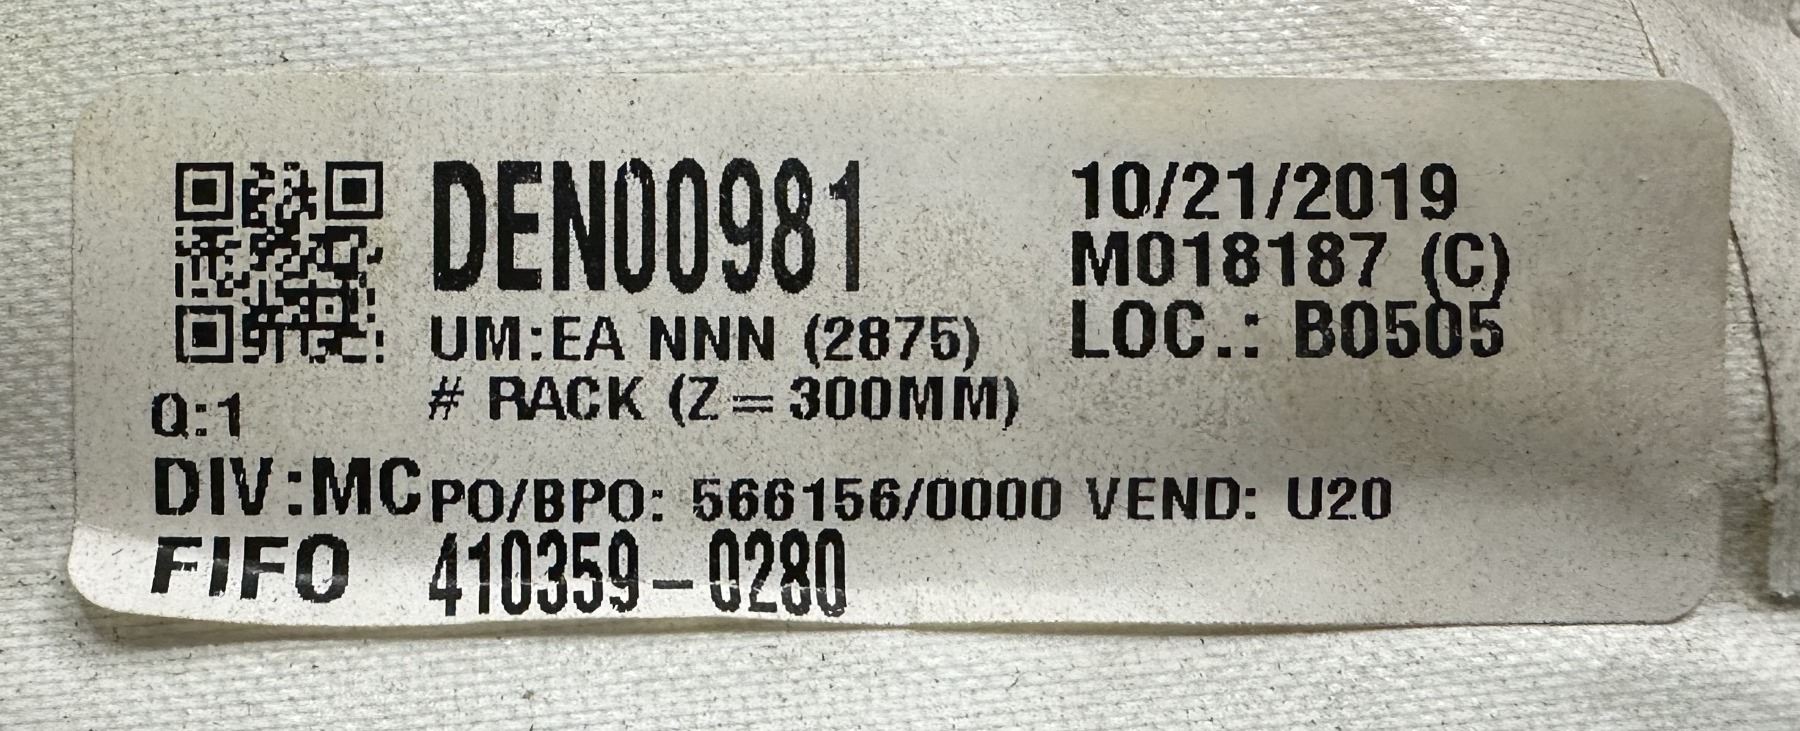 DEN00981
10/21/2019
M018187 (C)
LOC.: B0505
UM:EA NNN (2875)
# RACK (Z=300MM)
Q:1
DIV:MC PO/BPO: 566156/0000 VEND: U20
FIFO 410359-0280